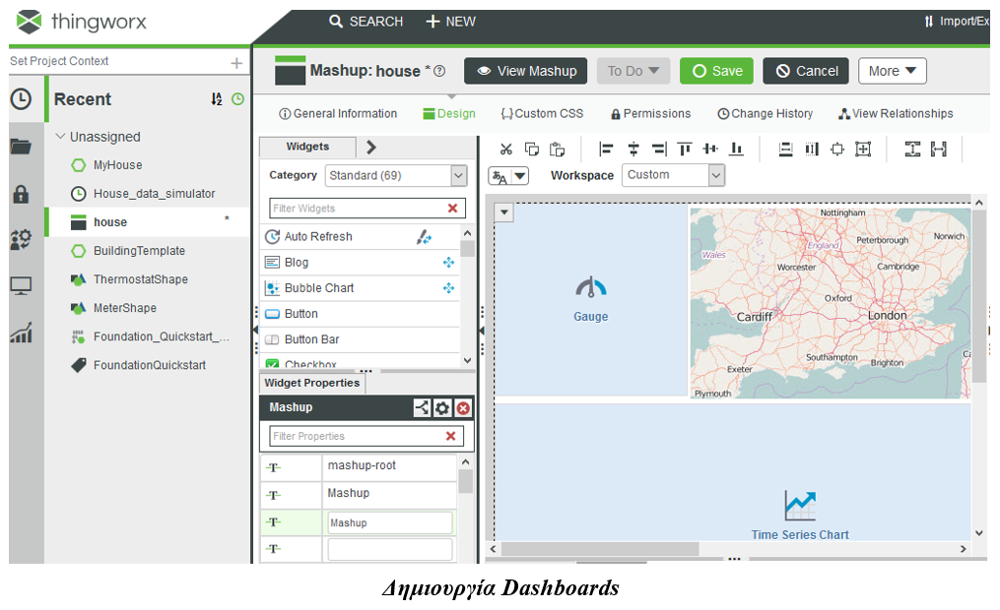 thingworx
SEARCH
NEW
Import/Ex
Set Project Context
Mashup: house *
View Mashup
To Do
Save
Cancel
More
Recent
General Information
Design
Custom CSS
Permissions
Change History
View Relationships
Unassigned
MyHouse
House_data_simulator
house *
BuildingTemplate
ThermostatShape
MeterShape
Foundation_Quickstart_...
FoundationQuickstart
Widgets
Category Standard (69)
Filter Widgets
Auto Refresh
Blog
Bubble Chart
Button
Button Bar
Checkbox
Widget Properties
Mashup
Filter Properties
mashup-root
Mashup
Mashup
Workspace Custom
Gauge
Nottingham
England
Peterborough
Norwich
Wales
Worcester
Cambridge
Oxford
Cardiff
London
Southampton
Brighton
Exeter
Plymouth
Ca
Time Series Chart
Δημιουργία Dashboards